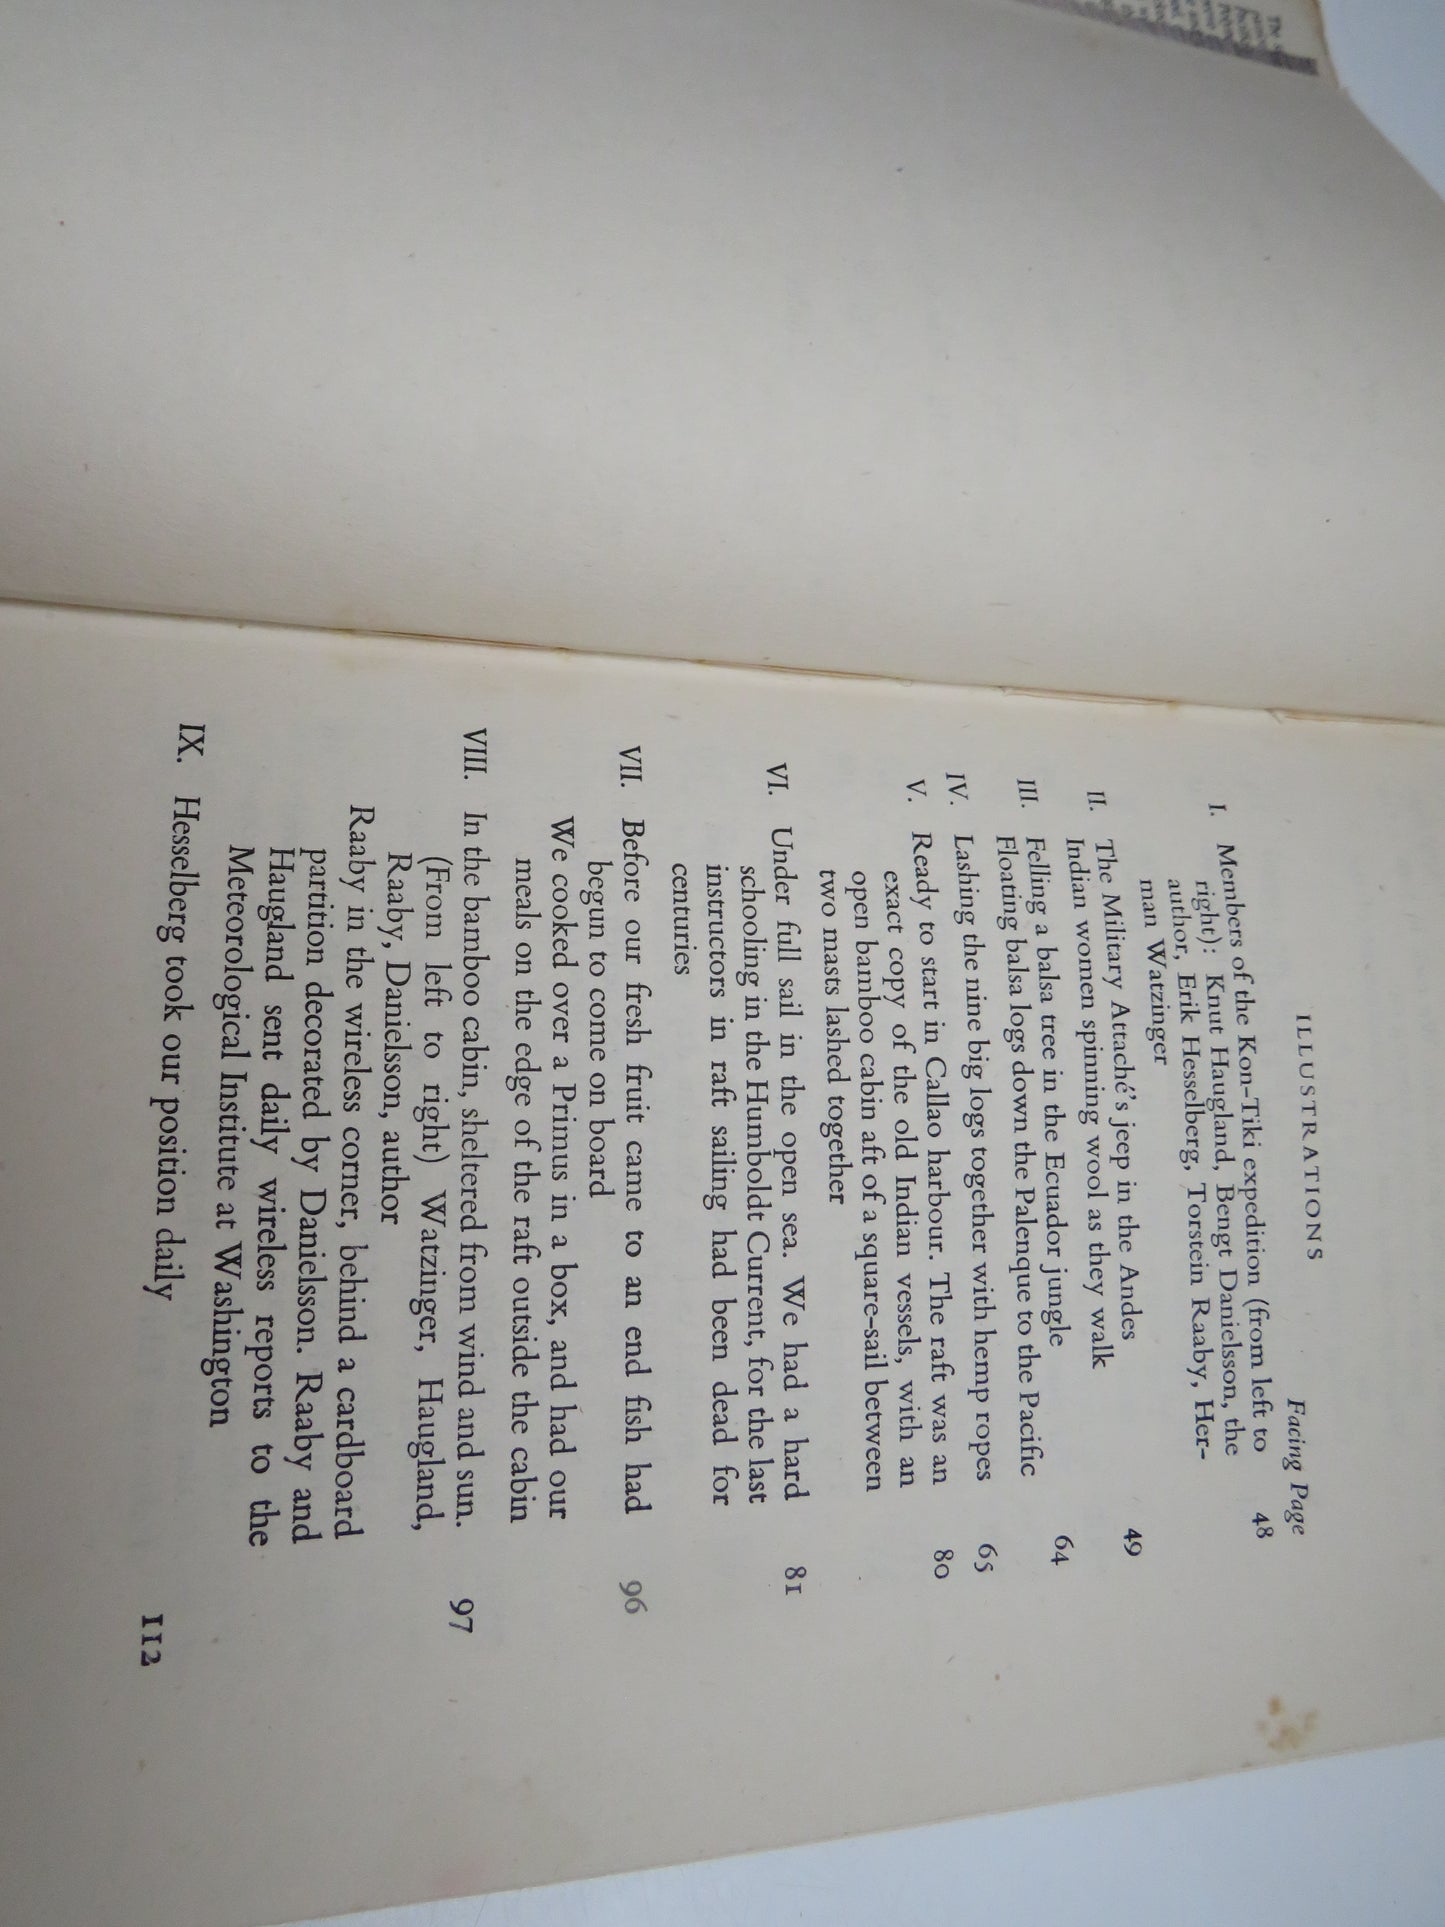 ILLUSTRATIONS
Facing Page
I. Members of the Kon-Tiki expedition (from left to 48
right): Knut Haugland, Bengt Danielsson, the
author, Erik Hesselberg, Torstein Raaby, Her-
man Watzinger
II. The Military Attaché's jeep in the Andes 49
Indian women spinning wool as they walk
III. Felling a balsa tree in the Ecuador jungle 64
Floating balsa logs down the Palenque to the Pacific
IV. Lashing the nine big logs together with hemp ropes 65
V. Ready to start in Callao harbour. The raft was an 80
exact copy of the old Indian vessels, with an
open bamboo cabin aft of a square-sail between
two masts lashed together
VI. Under full sail in the open sea. We had a hard 81
schooling in the Humboldt Current, for the last
instructors in raft sailing had been dead for
centuries
VII. Before our fresh fruit came to an end fish had 96
begun to come on board
We cooked over a Primus in a box, and had our
meals on the edge of the raft outside the cabin
VIII. In the bamboo cabin, sheltered from wind and sun. 97
(From left to right) Watzinger, Haugland,
Raaby, Danielsson, author
Raaby in the wireless corner, behind a cardboard
partition decorated by Danielsson. Raaby and
Haugland sent daily wireless reports to the
Meteorological Institute at Washington
IX. Hesselberg took our position daily 112